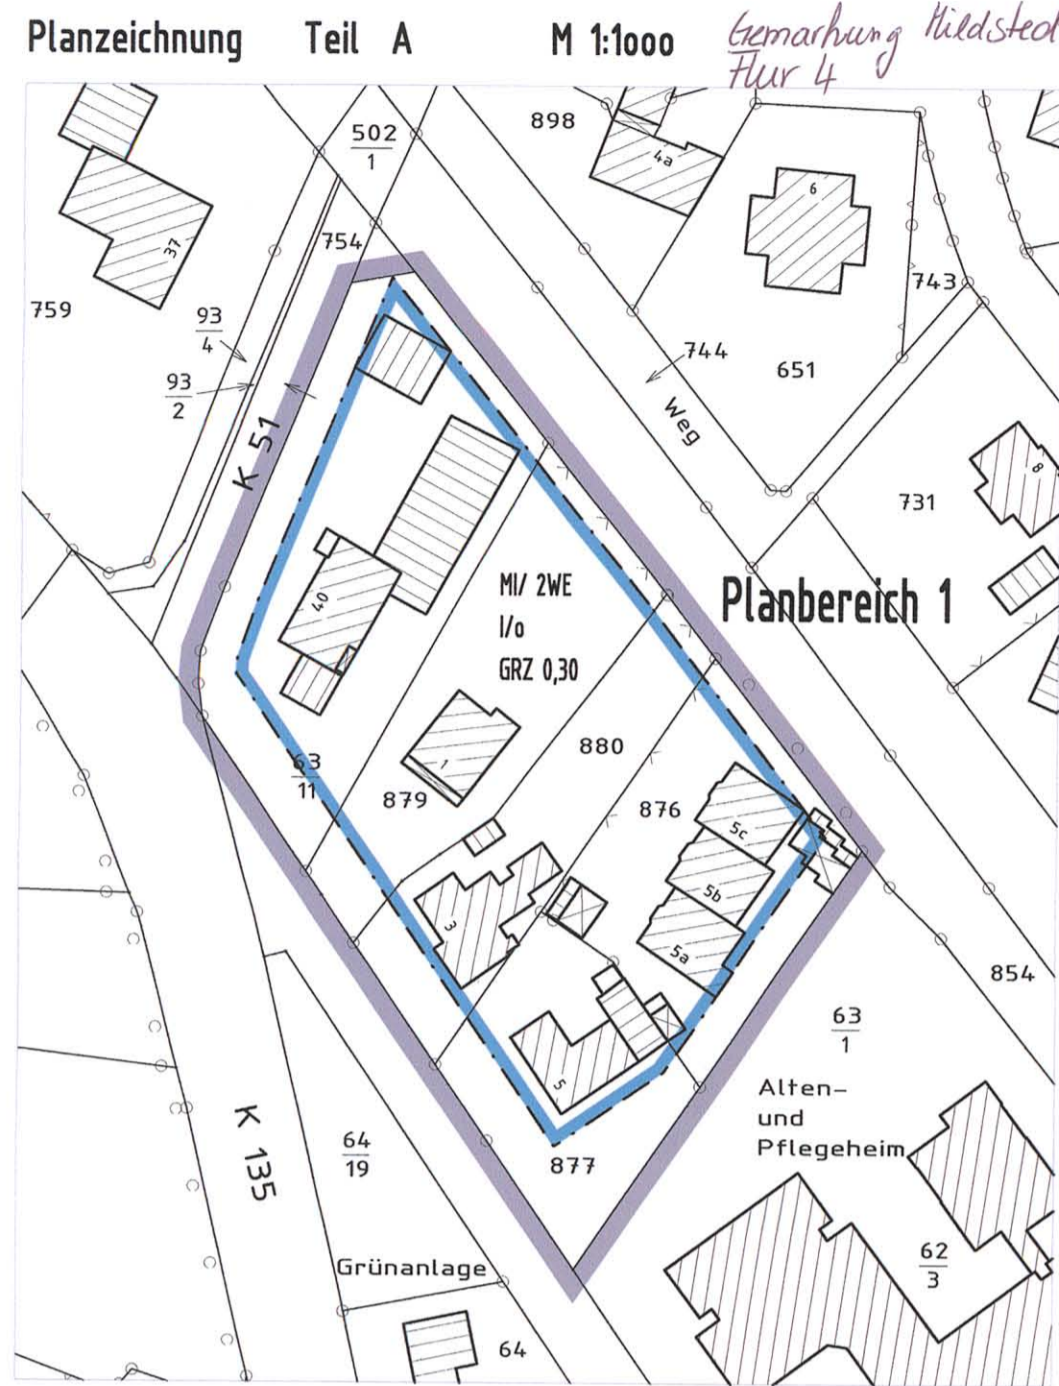 Planzeichnung Teil A M 1:1000
Gemarkung Mildsted
Flur 4
502
1
898
4a
6
37
754
743
759
93
4
744
651
93
2
Weg
K 51
8
731
MI/ 2WE
I/o
GRZ 0,30
Planbereich 1
40
880
63
11
1
879
876
5c
5b
3
5a
854
63
1
5
Alten-
und
Pflegeheim
K 135
64
19
877
62
3
Grünanlage
64